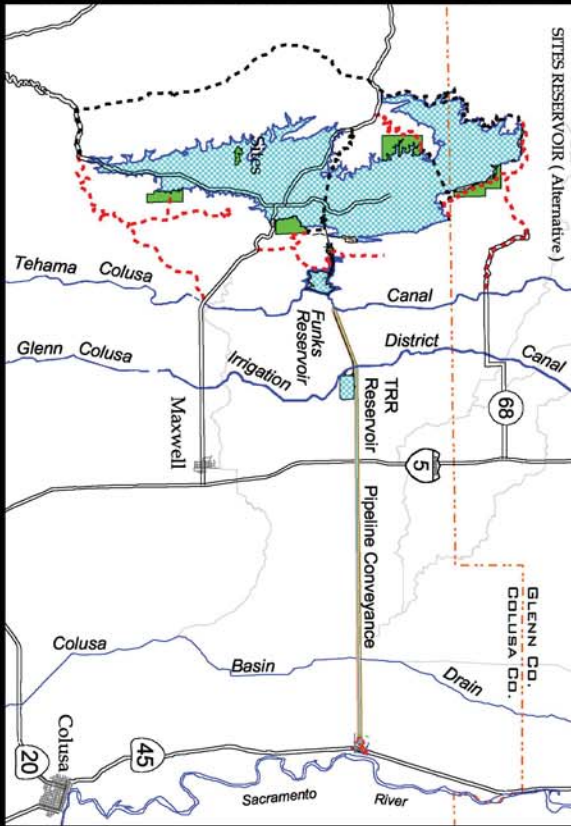 SITES RESERVOIR ( Alternative )
Sites
68
Tehama Colusa Canal
Funks
Reservoir
Glenn Colusa Irrigation District Canal
TRR
Reservoir
Maxwell
5
Pipeline Conveyance
GLENN CO.
COLUSA CO.
Colusa Basin Drain
Colusa
45
20
Sacramento River